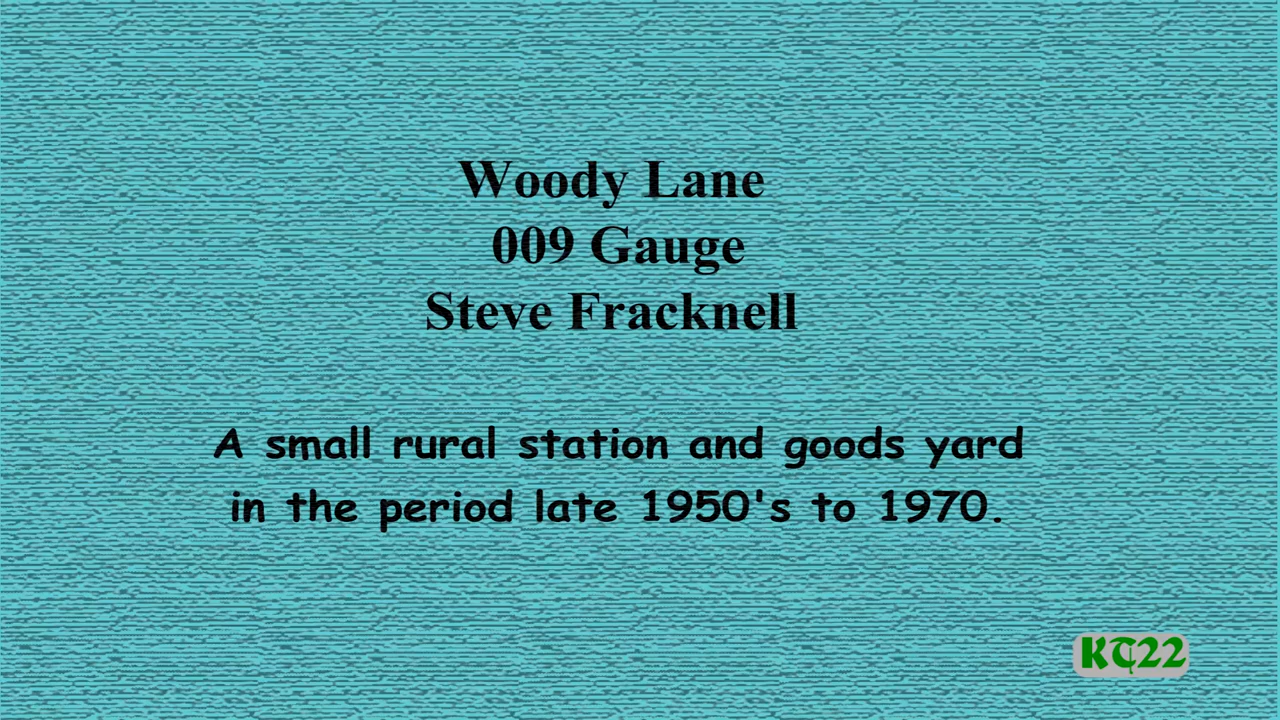 Woody Lane
009 Gauge
Steve Fracknell
A small rural station and goods yard
in the period late 1950's to 1970.
KT22